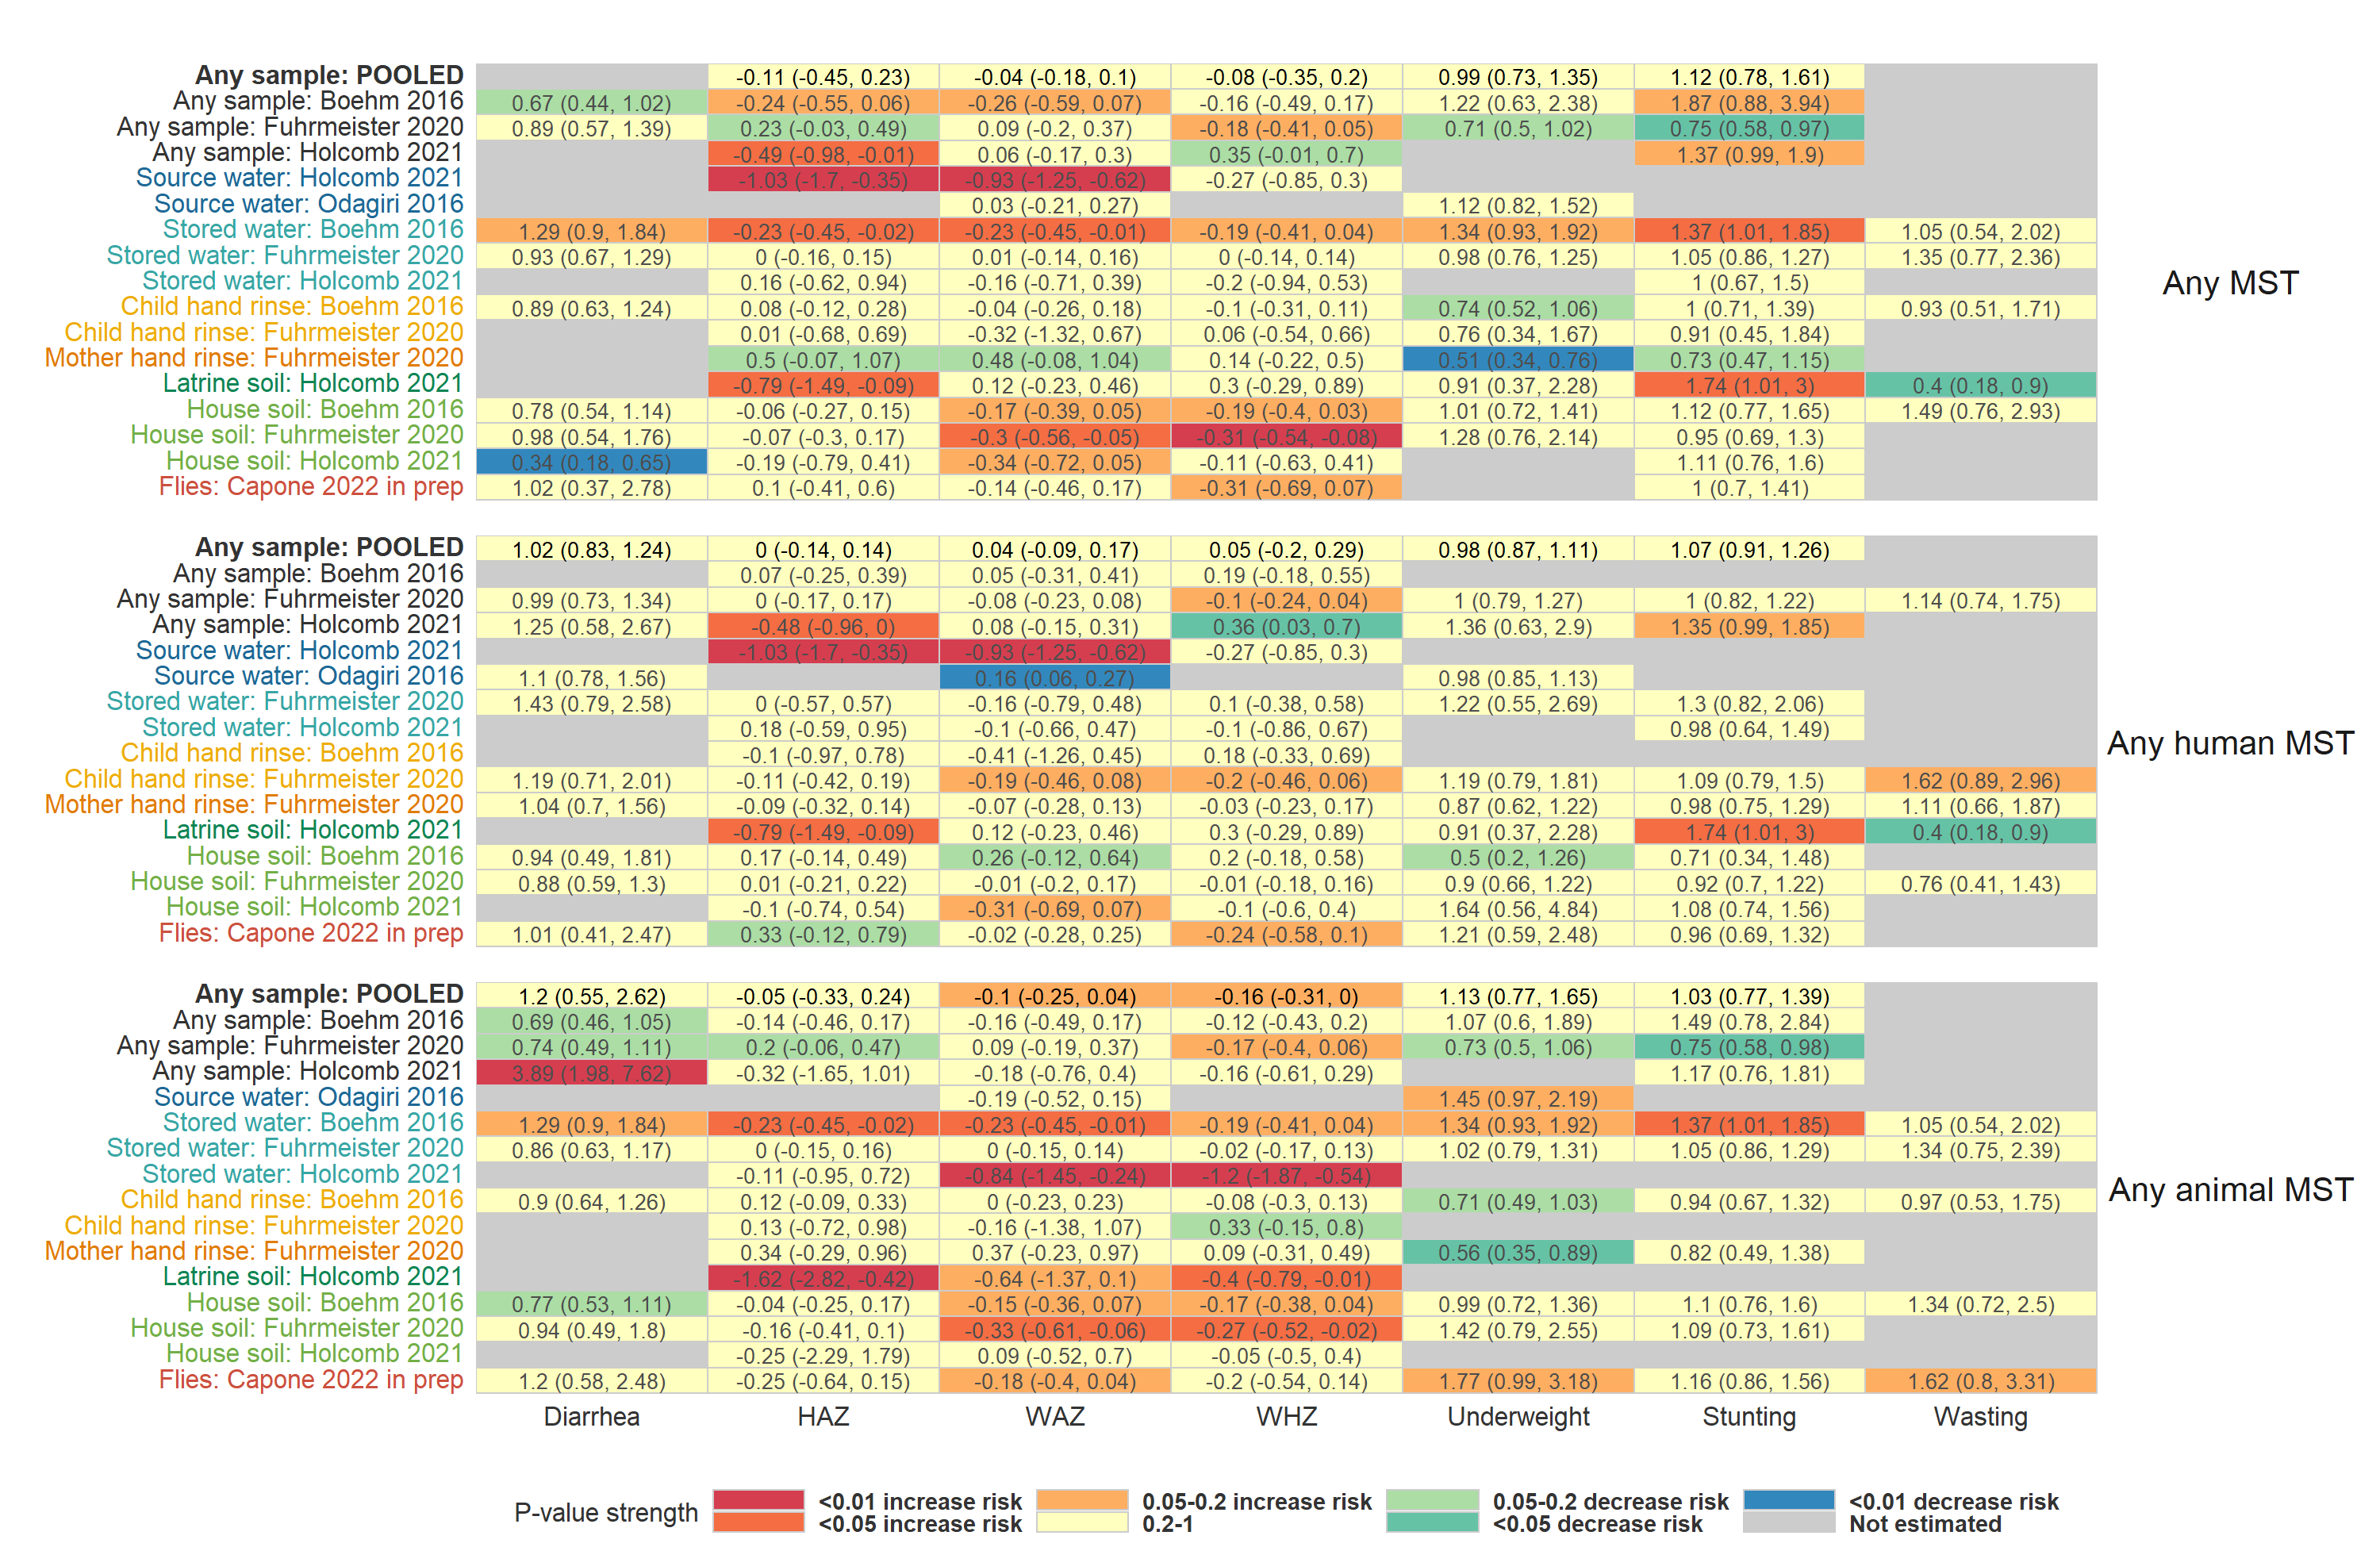 Any sample: POOLED -0.11 (-0.45, 0.23) -0.04 (-0.18, 0.1) -0.08 (-0.35, 0.2) 0.99 (0.73, 1.35) 1.12 (0.78, 1.61)
Any sample: Boehm 2016 0.67 (0.44, 1.02) -0.24 (-0.55, 0.06) -0.26 (-0.59, 0.07) -0.16 (-0.49, 0.17) 1.22 (0.63, 2.38) 1.87 (0.88, 3.94)
Any sample: Fuhrmeister 2020 0.89 (0.57, 1.39) 0.23 (-0.03, 0.49) 0.09 (-0.2, 0.37) -0.18 (-0.41, 0.05) 0.71 (0.5, 1.02) 0.75 (0.58, 0.97)
Any sample: Holcomb 2021 -0.49 (-0.98, -0.01) 0.06 (-0.17, 0.3) 0.35 (-0.01, 0.7) 1.37 (0.99, 1.9)
Source water: Holcomb 2021 -1.03 (-1.7, -0.35) -0.93 (-1.25, -0.62) -0.27 (-0.85, 0.3)
Source water: Odagiri 2016 0.03 (-0.21, 0.27) 1.12 (0.82, 1.52)
Stored water: Boehm 2016 1.29 (0.9, 1.84) -0.23 (-0.45, -0.02) -0.23 (-0.45, -0.01) -0.19 (-0.41, 0.04) 1.34 (0.93, 1.92) 1.37 (1.01, 1.85) 1.05 (0.54, 2.02)
Stored water: Fuhrmeister 2020 0.93 (0.67, 1.29) 0 (-0.16, 0.15) 0.01 (-0.14, 0.16) 0 (-0.14, 0.14) 0.98 (0.76, 1.25) 1.05 (0.86, 1.27) 1.35 (0.77, 2.36)
Stored water: Holcomb 2021 0.16 (-0.62, 0.94) -0.16 (-0.71, 0.39) -0.2 (-0.94, 0.53) 1 (0.67, 1.5)
Any MST
Child hand rinse: Boehm 2016 0.89 (0.63, 1.24) 0.08 (-0.12, 0.28) -0.04 (-0.26, 0.18) -0.1 (-0.31, 0.11) 0.74 (0.52, 1.06) 1 (0.71, 1.39) 0.93 (0.51, 1.71)
Child hand rinse: Fuhrmeister 2020 0.01 (-0.68, 0.69) -0.32 (-1.32, 0.67) 0.06 (-0.54, 0.66) 0.76 (0.34, 1.67) 0.91 (0.45, 1.84)
Mother hand rinse: Fuhrmeister 2020 0.5 (-0.07, 1.07) 0.48 (-0.08, 1.04) 0.14 (-0.22, 0.5) 0.51 (0.34, 0.76) 0.73 (0.47, 1.15)
Latrine soil: Holcomb 2021 -0.79 (-1.49, -0.09) 0.12 (-0.23, 0.46) 0.3 (-0.29, 0.89) 0.91 (0.37, 2.28) 1.74 (1.01, 3) 0.4 (0.18, 0.9)
House soil: Boehm 2016 0.78 (0.54, 1.14) -0.06 (-0.27, 0.15) -0.17 (-0.39, 0.05) -0.19 (-0.4, 0.03) 1.01 (0.72, 1.41) 1.12 (0.77, 1.65) 1.49 (0.76, 2.93)
House soil: Fuhrmeister 2020 0.98 (0.54, 1.76) -0.07 (-0.3, 0.17) -0.3 (-0.56, -0.05) -0.31 (-0.54, -0.08) 1.28 (0.76, 2.14) 0.95 (0.69, 1.3)
House soil: Holcomb 2021 0.34 (0.18, 0.65) -0.19 (-0.79, 0.41) -0.34 (-0.72, 0.05) -0.11 (-0.63, 0.41) 1.11 (0.76, 1.6)
Flies: Capone 2022 in prep 1.02 (0.37, 2.78) 0.1 (-0.41, 0.6) -0.14 (-0.46, 0.17) -0.31 (-0.69, 0.07) 1 (0.7, 1.41)
Any sample: POOLED 1.02 (0.83, 1.24) 0 (-0.14, 0.14) 0.04 (-0.09, 0.17) 0.05 (-0.2, 0.29) 0.98 (0.87, 1.11) 1.07 (0.91, 1.26)
Any sample: Boehm 2016 0.07 (-0.25, 0.39) 0.05 (-0.31, 0.41) 0.19 (-0.18, 0.55)
Any sample: Fuhrmeister 2020 0.99 (0.73, 1.34) 0 (-0.17, 0.17) -0.08 (-0.23, 0.08) -0.1 (-0.24, 0.04) 1 (0.79, 1.27) 1 (0.82, 1.22) 1.14 (0.74, 1.75)
Any sample: Holcomb 2021 1.25 (0.58, 2.67) -0.48 (-0.96, 0) 0.08 (-0.15, 0.31) 0.36 (0.03, 0.7) 1.36 (0.63, 2.9) 1.35 (0.99, 1.85)
Source water: Holcomb 2021 -1.03 (-1.7, -0.35) -0.93 (-1.25, -0.62) -0.27 (-0.85, 0.3)
Source water: Odagiri 2016 1.1 (0.78, 1.56) 0.16 (0.06, 0.27) 0.98 (0.85, 1.13)
Stored water: Fuhrmeister 2020 1.43 (0.79, 2.58) 0 (-0.57, 0.57) -0.16 (-0.79, 0.48) 0.1 (-0.38, 0.58) 1.22 (0.55, 2.69) 1.3 (0.82, 2.06)
Stored water: Holcomb 2021 0.18 (-0.59, 0.95) -0.1 (-0.66, 0.47) -0.1 (-0.86, 0.67) 0.98 (0.64, 1.49)
Any human MST
Child hand rinse: Boehm 2016 -0.1 (-0.97, 0.78) -0.41 (-1.26, 0.45) 0.18 (-0.33, 0.69)
Child hand rinse: Fuhrmeister 2020 1.19 (0.71, 2.01) -0.11 (-0.42, 0.19) -0.19 (-0.46, 0.08) -0.2 (-0.46, 0.06) 1.19 (0.79, 1.81) 1.09 (0.79, 1.5) 1.62 (0.89, 2.96)
Mother hand rinse: Fuhrmeister 2020 1.04 (0.7, 1.56) -0.09 (-0.32, 0.14) -0.07 (-0.28, 0.13) -0.03 (-0.23, 0.17) 0.87 (0.62, 1.22) 0.98 (0.75, 1.29) 1.11 (0.66, 1.87)
Latrine soil: Holcomb 2021 -0.79 (-1.49, -0.09) 0.12 (-0.23, 0.46) 0.3 (-0.29, 0.89) 0.91 (0.37, 2.28) 1.74 (1.01, 3) 0.4 (0.18, 0.9)
House soil: Boehm 2016 0.94 (0.49, 1.81) 0.17 (-0.14, 0.49) 0.26 (-0.12, 0.64) 0.2 (-0.18, 0.58) 0.5 (0.2, 1.26) 0.71 (0.34, 1.48)
House soil: Fuhrmeister 2020 0.88 (0.59, 1.3) 0.01 (-0.21, 0.22) -0.01 (-0.2, 0.17) -0.01 (-0.18, 0.16) 0.9 (0.66, 1.22) 0.92 (0.7, 1.22) 0.76 (0.41, 1.43)
House soil: Holcomb 2021 -0.1 (-0.74, 0.54) -0.31 (-0.69, 0.07) -0.1 (-0.6, 0.4) 1.64 (0.56, 4.84) 1.08 (0.74, 1.56)
Flies: Capone 2022 in prep 1.01 (0.41, 2.47) 0.33 (-0.12, 0.79) -0.02 (-0.28, 0.25) -0.24 (-0.58, 0.1) 1.21 (0.59, 2.48) 0.96 (0.69, 1.32)
Any sample: POOLED 1.2 (0.55, 2.62) -0.05 (-0.33, 0.24) -0.1 (-0.25, 0.04) -0.16 (-0.31, 0) 1.13 (0.77, 1.65) 1.03 (0.77, 1.39)
Any sample: Boehm 2016 0.69 (0.46, 1.05) -0.14 (-0.46, 0.17) -0.16 (-0.49, 0.17) -0.12 (-0.43, 0.2) 1.07 (0.6, 1.89) 1.49 (0.78, 2.84)
Any sample: Fuhrmeister 2020 0.74 (0.49, 1.11) 0.2 (-0.06, 0.47) 0.09 (-0.19, 0.37) -0.17 (-0.4, 0.06) 0.73 (0.5, 1.06) 0.75 (0.58, 0.98)
Any sample: Holcomb 2021 3.89 (1.98, 7.62) -0.32 (-1.65, 1.01) -0.18 (-0.76, 0.4) -0.16 (-0.61, 0.29) 1.17 (0.76, 1.81)
Source water: Odagiri 2016 -0.19 (-0.52, 0.15) 1.45 (0.97, 2.19)
Stored water: Boehm 2016 1.29 (0.9, 1.84) -0.23 (-0.45, -0.02) -0.23 (-0.45, -0.01) -0.19 (-0.41, 0.04) 1.34 (0.93, 1.92) 1.37 (1.01, 1.85) 1.05 (0.54, 2.02)
Stored water: Fuhrmeister 2020 0.86 (0.63, 1.17) 0 (-0.15, 0.16) 0 (-0.15, 0.14) -0.02 (-0.17, 0.13) 1.02 (0.79, 1.31) 1.05 (0.86, 1.29) 1.34 (0.75, 2.39)
Stored water: Holcomb 2021 -0.11 (-0.95, 0.72) -0.84 (-1.45, -0.24) -1.2 (-1.87, -0.54)
Any animal MST
Child hand rinse: Boehm 2016 0.9 (0.64, 1.26) 0.12 (-0.09, 0.33) 0 (-0.23, 0.23) -0.08 (-0.3, 0.13) 0.71 (0.49, 1.03) 0.94 (0.67, 1.32) 0.97 (0.53, 1.75)
Child hand rinse: Fuhrmeister 2020 0.13 (-0.72, 0.98) -0.16 (-1.38, 1.07) 0.33 (-0.15, 0.8)
Mother hand rinse: Fuhrmeister 2020 0.34 (-0.29, 0.96) 0.37 (-0.23, 0.97) 0.09 (-0.31, 0.49) 0.56 (0.35, 0.89) 0.82 (0.49, 1.38)
Latrine soil: Holcomb 2021 -1.62 (-2.82, -0.42) -0.64 (-1.37, 0.1) -0.4 (-0.79, -0.01)
House soil: Boehm 2016 0.77 (0.53, 1.11) -0.04 (-0.25, 0.17) -0.15 (-0.36, 0.07) -0.17 (-0.38, 0.04) 0.99 (0.72, 1.36) 1.1 (0.76, 1.6) 1.34 (0.72, 2.5)
House soil: Fuhrmeister 2020 0.94 (0.49, 1.8) -0.16 (-0.41, 0.1) -0.33 (-0.61, -0.06) -0.27 (-0.52, -0.02) 1.42 (0.79, 2.55) 1.09 (0.73, 1.61)
House soil: Holcomb 2021 -0.25 (-2.29, 1.79) 0.09 (-0.52, 0.7) -0.05 (-0.5, 0.4)
Flies: Capone 2022 in prep 1.2 (0.58, 2.48) -0.25 (-0.64, 0.15) -0.18 (-0.4, 0.04) -0.2 (-0.54, 0.14) 1.77 (0.99, 3.18) 1.16 (0.86, 1.56) 1.62 (0.8, 3.31)
Diarrhea HAZ WAZ WHZ Underweight Stunting Wasting
P-value strength
<0.01 increase risk 0.05-0.2 increase risk 0.05-0.2 decrease risk <0.01 decrease risk
<0.05 increase risk 0.2-1 <0.05 decrease risk Not estimated